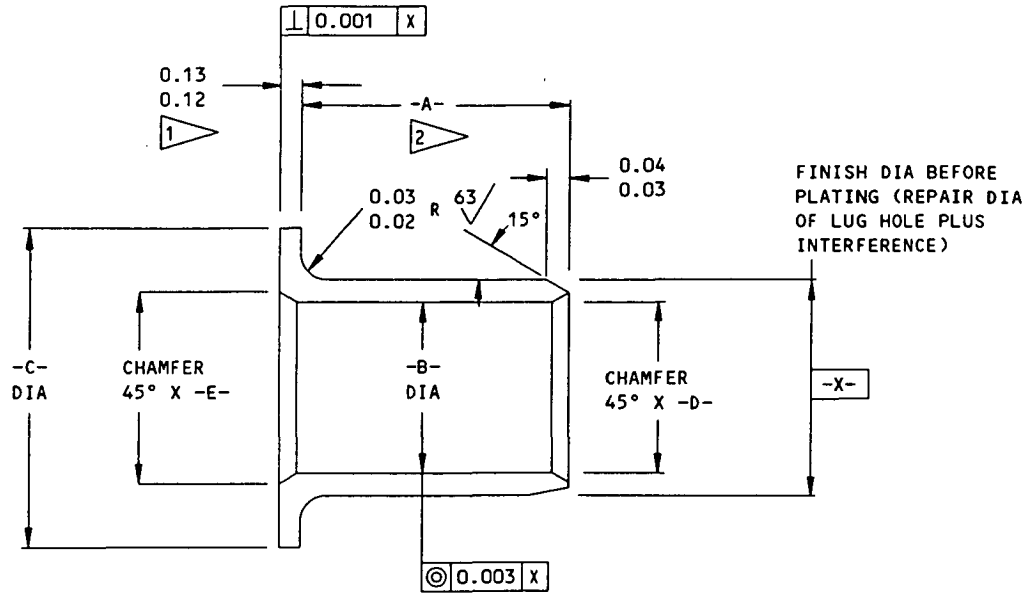 ⊥ 0.001 X
0.13
0.12
1
-A-
2
0.04
0.03
0.03
0.02 R
63
15°
FINISH DIA BEFORE
PLATING (REPAIR DIA
OF LUG HOLE PLUS
INTERFERENCE)
-C-
DIA
CHAMFER
45° X -E-
-B-
DIA
CHAMFER
45° X -D-
-X-
◎ 0.003 X